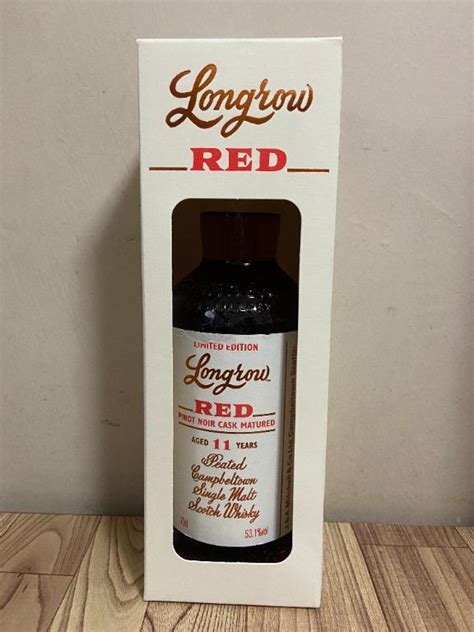 Longrow
RED
LIMITED EDITION
Longrow
RED
PINOT NOIR CASK MATURED
AGED 11 YEARS
Peated
Campbeltown
Single Malt
Scotch Whisky
70cl 53.1%vol